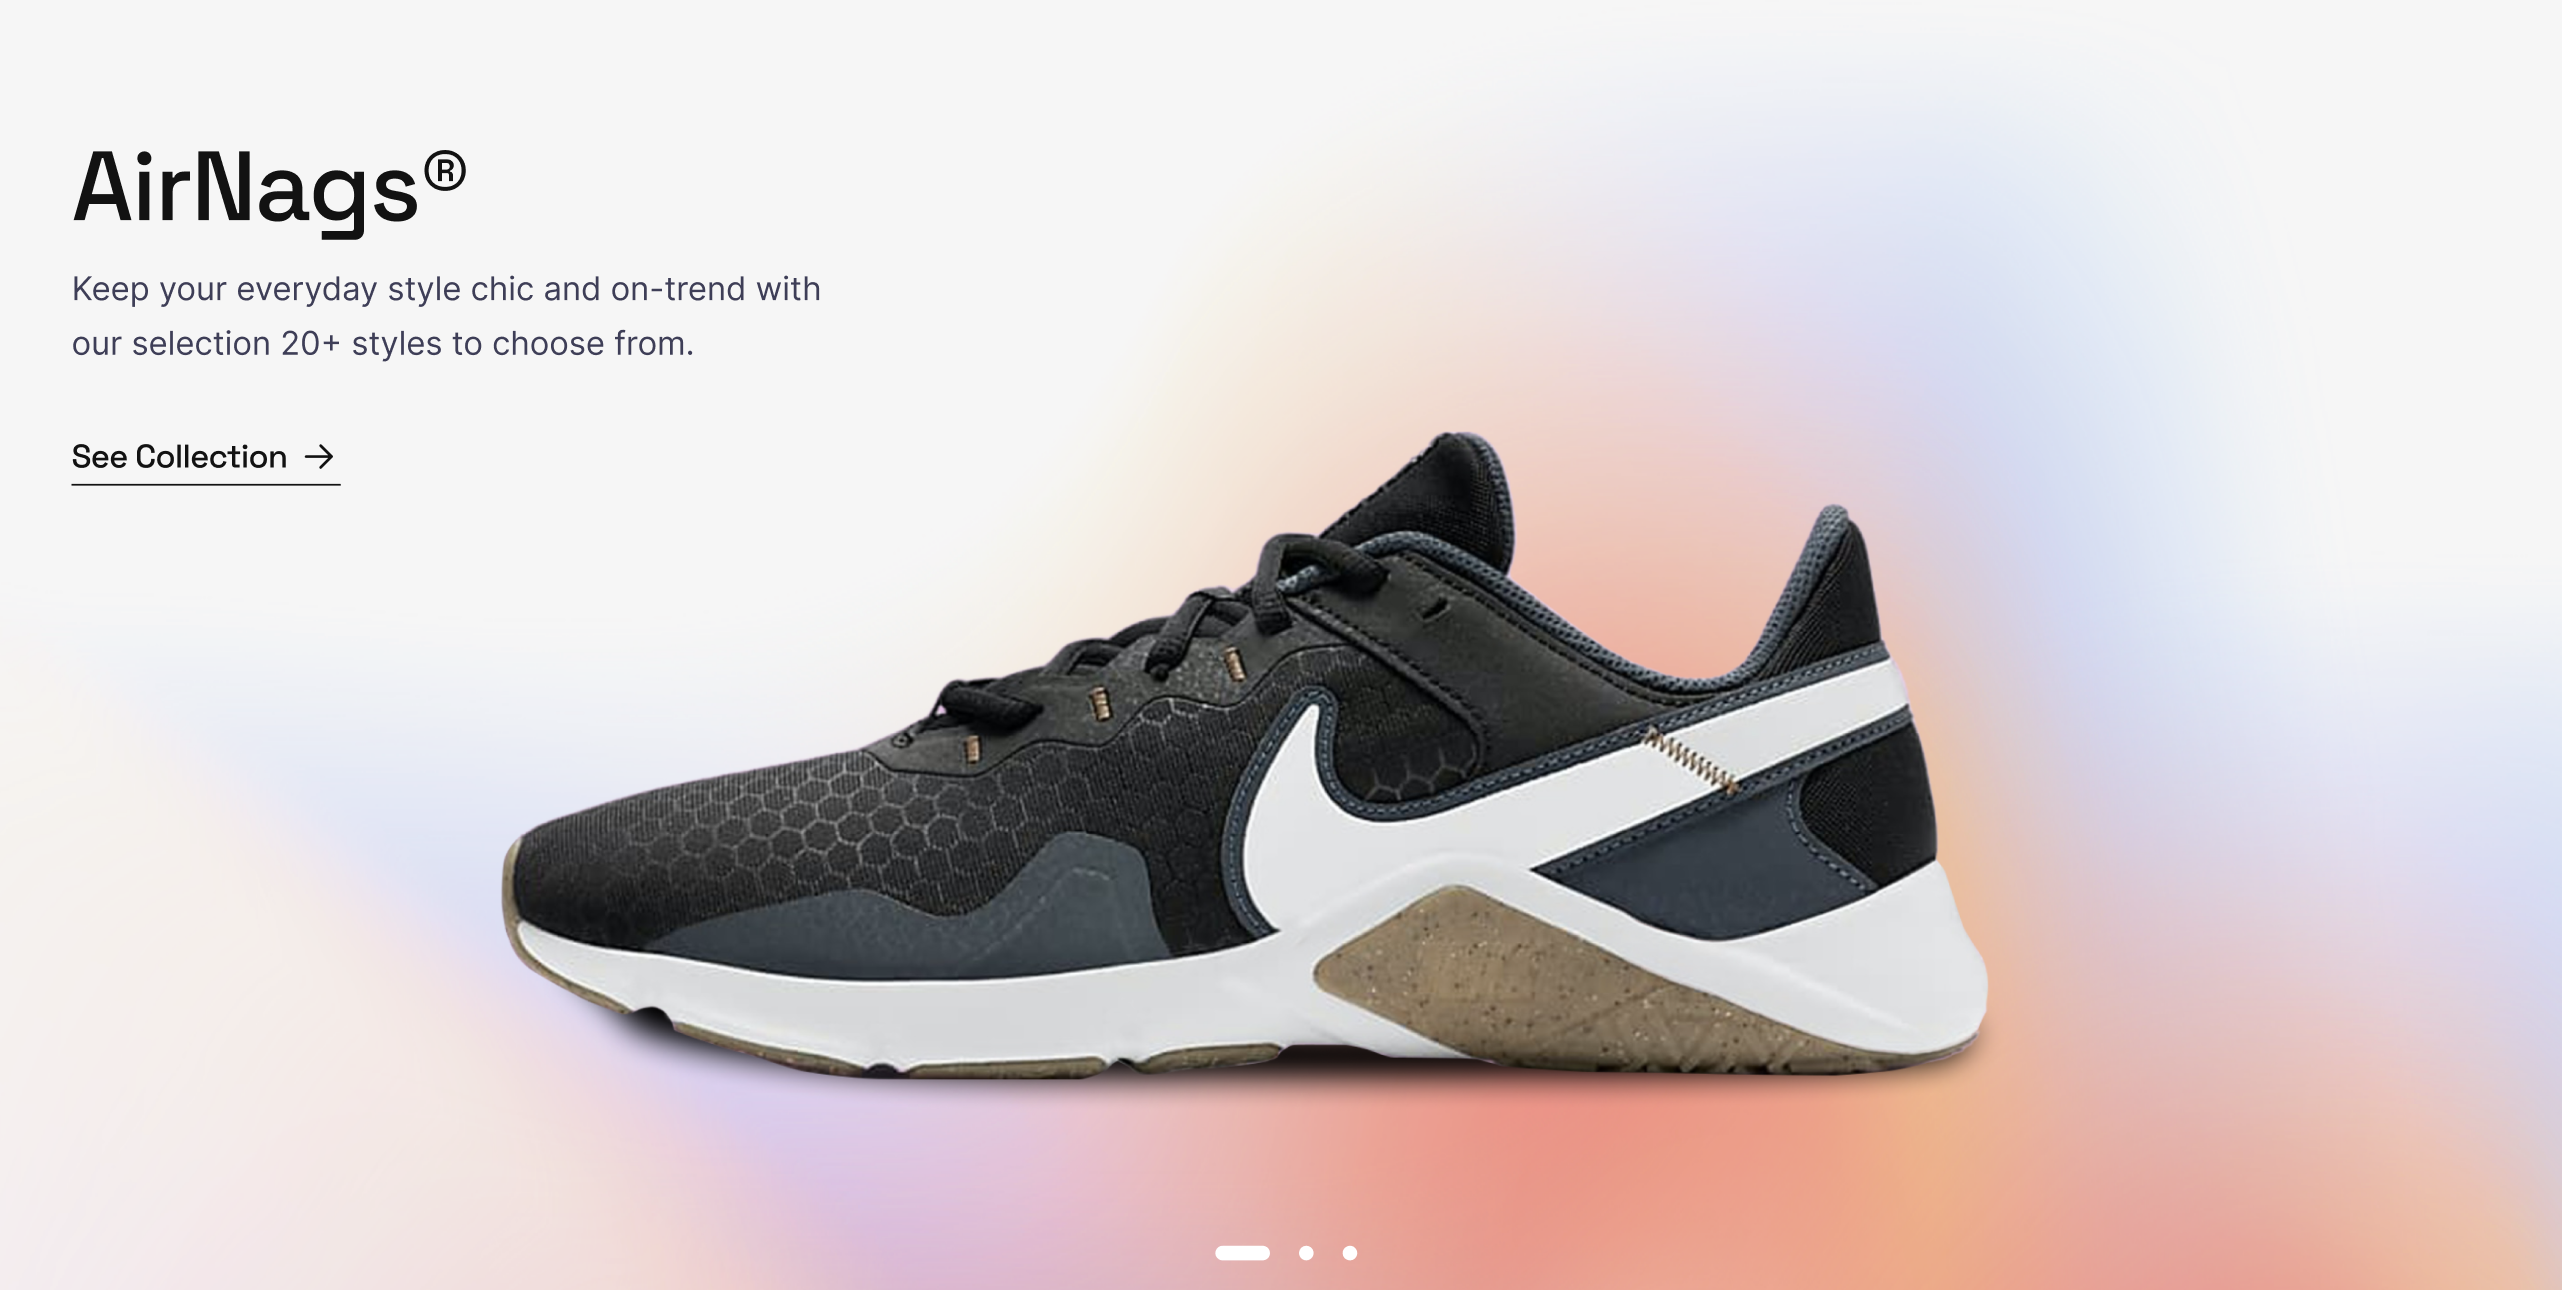 AirNags®
Keep your everyday style chic and on-trend with
our selection 20+ styles to choose from.
See Collection →